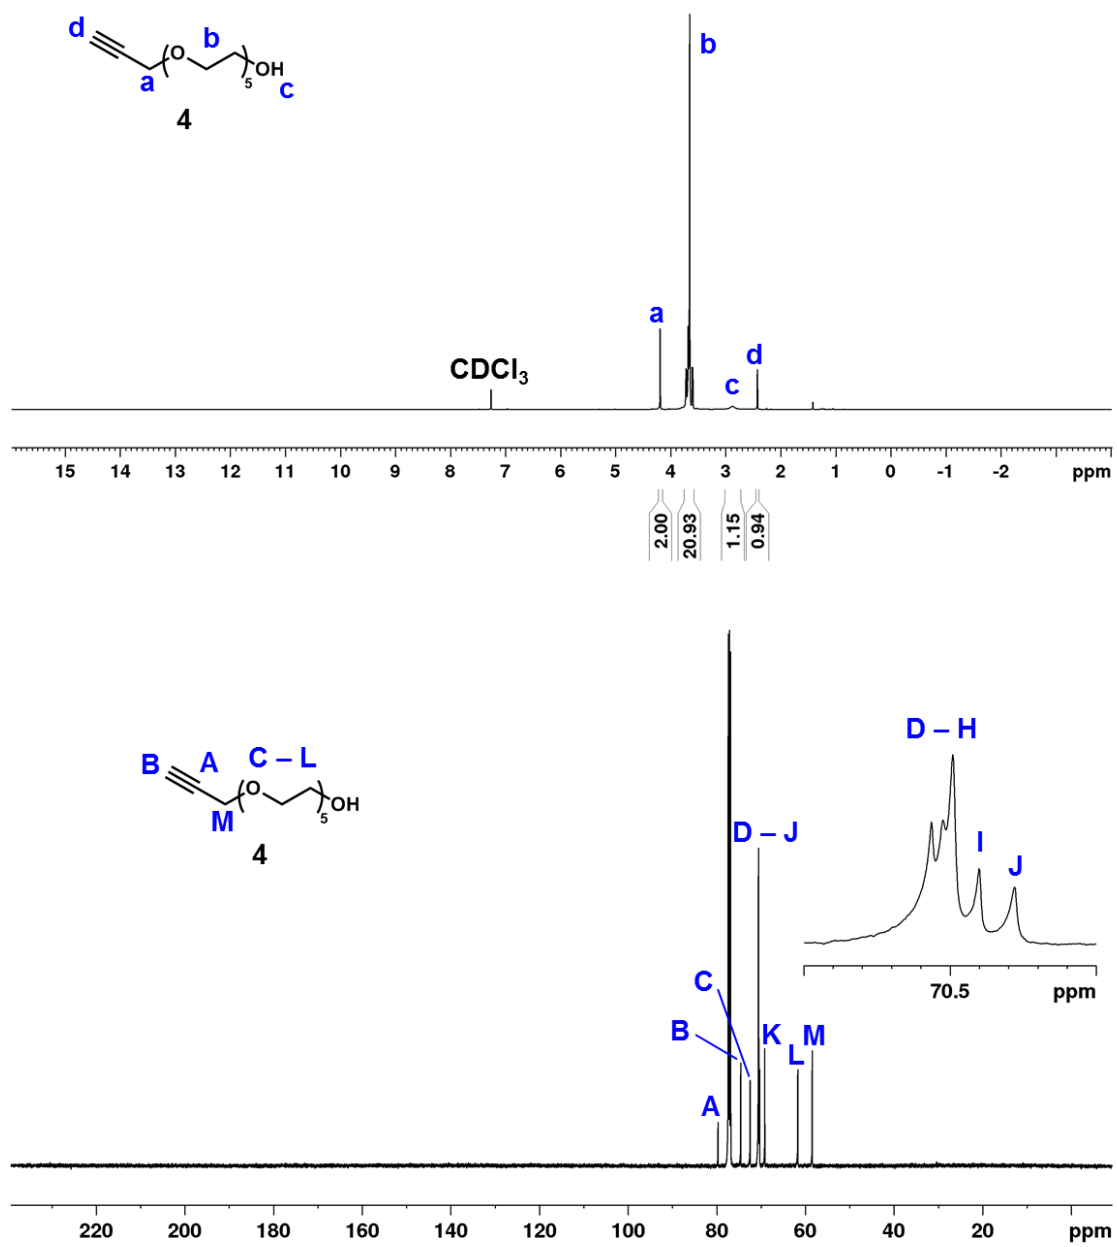 d
b
O
OH
5
a
c
4
b
a
d
CDCl3
c
15 14 13 12 11 10 9 8 7 6 5 4 3 2 1 0 -1 -2 ppm
2.00 20.93 1.15 0.94
D – H
B A C – L
O
OH
5
M
4
D – J
I
J
70.5 ppm
C
B
K M
L
A
220 200 180 160 140 120 100 80 60 40 20 ppm